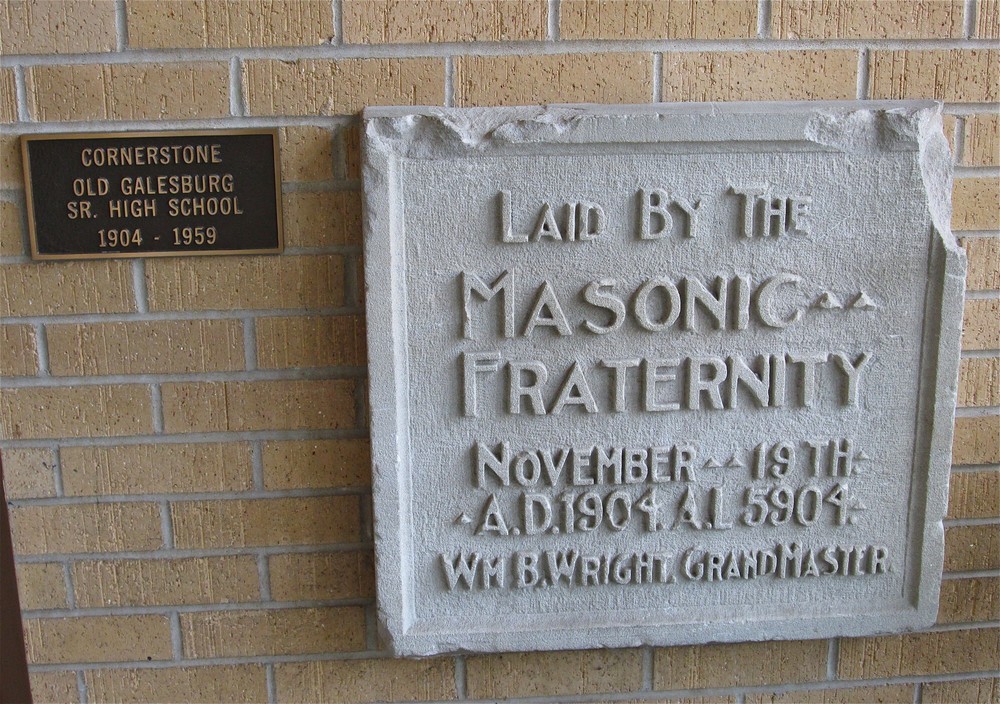 CORNERSTONE
OLD GALESBURG
SR. HIGH SCHOOL
1904 - 1959
LAID BY THE
MASONIC
FRATERNITY
NOVEMBER 19TH
A.D.1904. A.L 5904.
WM B. WRIGHT, GRAND MASTER.